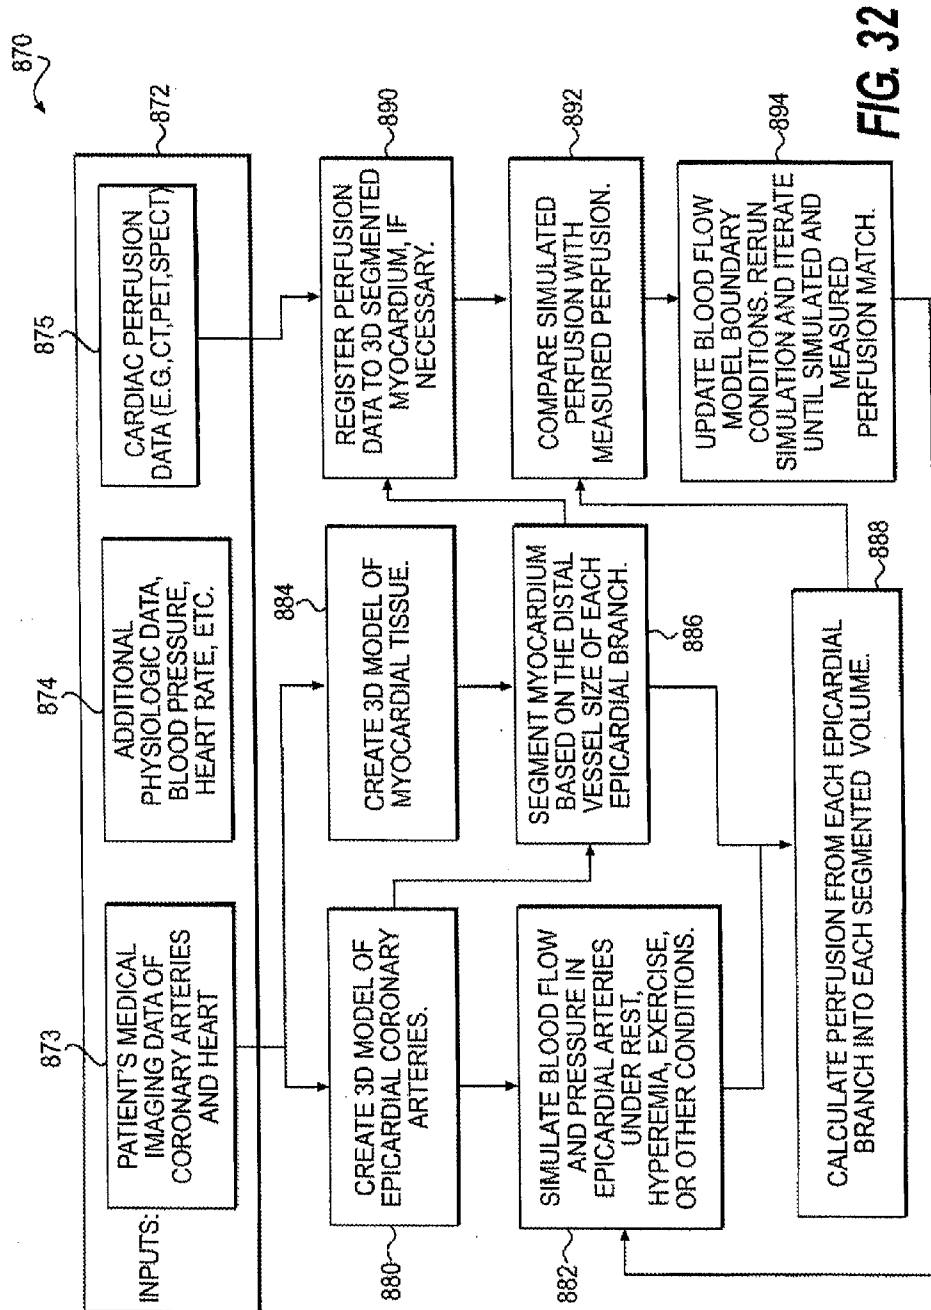 870
872
INPUTS:
873
PATIENT'S MEDICAL
IMAGING DATA OF
CORONARY ARTERIES
AND HEART
874
ADDITIONAL
PHYSIOLOGIC DATA,
BLOOD PRESSURE,
HEART RATE, ETC.
875
CARDIAC PERFUSION
DATA (E.G.,CT,PET,SPECT)
880
CREATE 3D MODEL OF
EPICARDIAL CORONARY
ARTERIES.
884
CREATE 3D MODEL OF
MYOCARDIAL TISSUE.
890
REGISTER PERFUSION
DATA TO 3D SEGMENTED
MYOCARDIUM, IF
NECESSARY.
882
SIMULATE BLOOD FLOW
AND PRESSURE IN
EPICARDIAL ARTERIES
UNDER REST,
HYPEREMIA, EXERCISE,
OR OTHER CONDITIONS.
SEGMENT MYOCARDIUM
BASED ON THE DISTAL
VESSEL SIZE OF EACH
EPICARDIAL BRANCH.
886
892
COMPARE SIMULATED
PERFUSION WITH
MEASURED PERFUSION.
888
CALCULATE PERFUSION FROM EACH EPICARDIAL
BRANCH INTO EACH SEGMENTED VOLUME.
894
UPDATE BLOOD FLOW
MODEL BOUNDARY
CONDITIONS. RERUN
SIMULATION AND ITERATE
UNTIL SIMULATED AND
MEASURED
PERFUSION MATCH.
FIG. 32